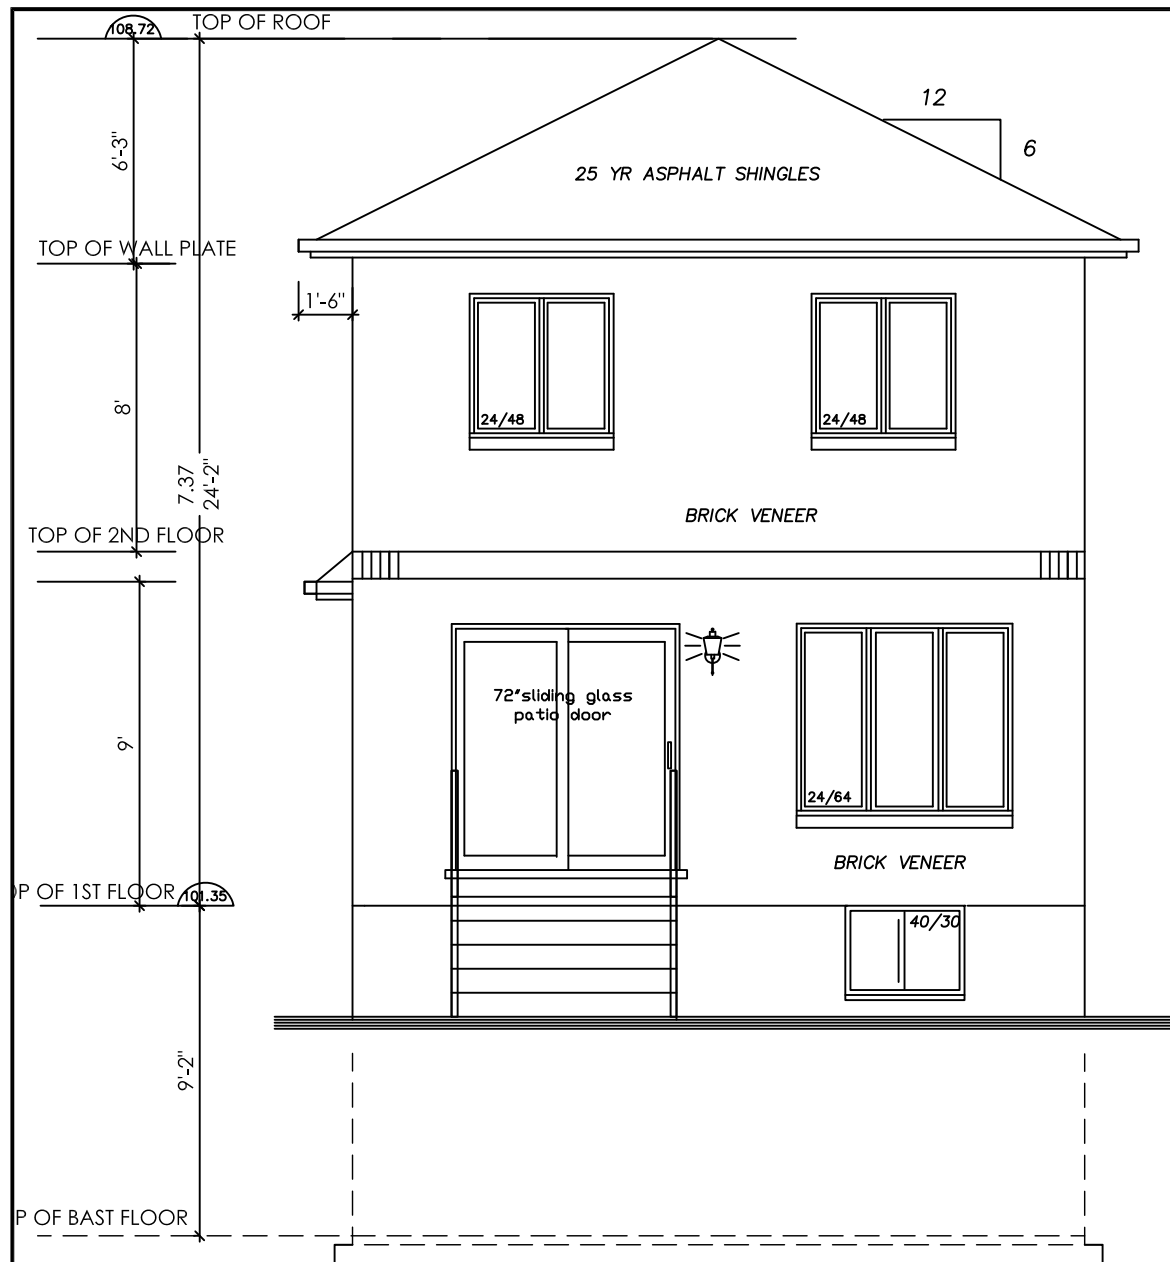 108.72
TOP OF ROOF
12
6
6'-3"
25 YR ASPHALT SHINGLES
TOP OF WALL PLATE
1'-6"
8'
24/48
24/48
7.37
24'-2"
BRICK VENEER
TOP OF 2ND FLOOR
72"sliding glass
patio door
9'
24/64
BRICK VENEER
OP OF 1ST FLOOR
101.35
40/30
9'-2"
P OF BAST FLOOR